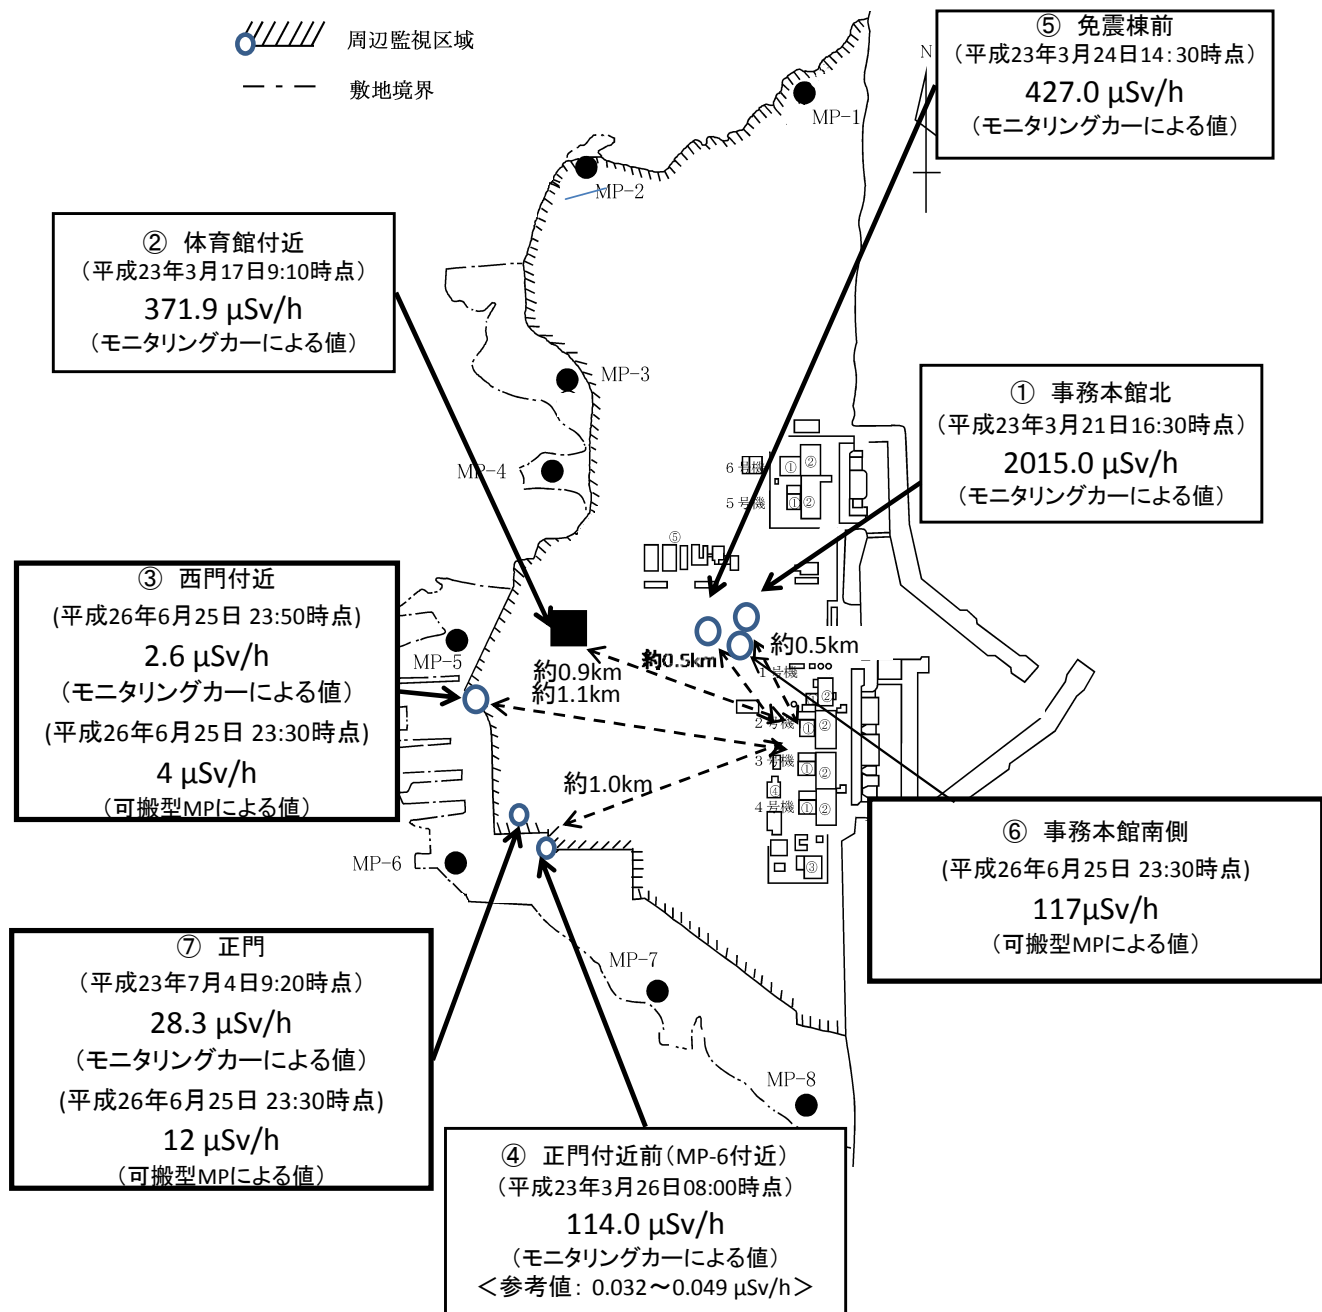 周辺監視区域
敷地境界
⑤ 免震棟前
(平成23年3月24日14:30時点)
427.0 μSv/h
(モニタリングカーによる値)
N
MP-1
MP-2
② 体育館付近
(平成23年3月17日9:10時点)
371.9 μSv/h
(モニタリングカーによる値)
MP-3
① 事務本館北
(平成23年3月21日16:30時点)
2015.0 μSv/h
(モニタリングカーによる値)
MP-4
6号機
① ②
5号機
① ②
⑤
③ 西門付近
(平成26年6月25日 23:50時点)
2.6 μSv/h
(モニタリングカーによる値)
(平成26年6月25日 23:30時点)
4 μSv/h
(可搬型MPによる値)
MP-5
約0.9km
約1.1km
約0.5km
約0.5km
1号機
②
2号機
① ②
3号機
① ②
④
4号機
① ②
③
約1.0km
MP-6
⑥ 事務本館南側
(平成26年6月25日 23:30時点)
117μSv/h
(可搬型MPによる値)
⑦ 正門
(平成23年7月4日9:20時点)
28.3 μSv/h
(モニタリングカーによる値)
(平成26年6月25日 23:30時点)
12 μSv/h
(可搬型MPによる値)
MP-7
MP-8
④ 正門付近前(MP-6付近)
(平成23年3月26日08:00時点)
114.0 μSv/h
(モニタリングカーによる値)
<参考値: 0.032～0.049 μSv/h>